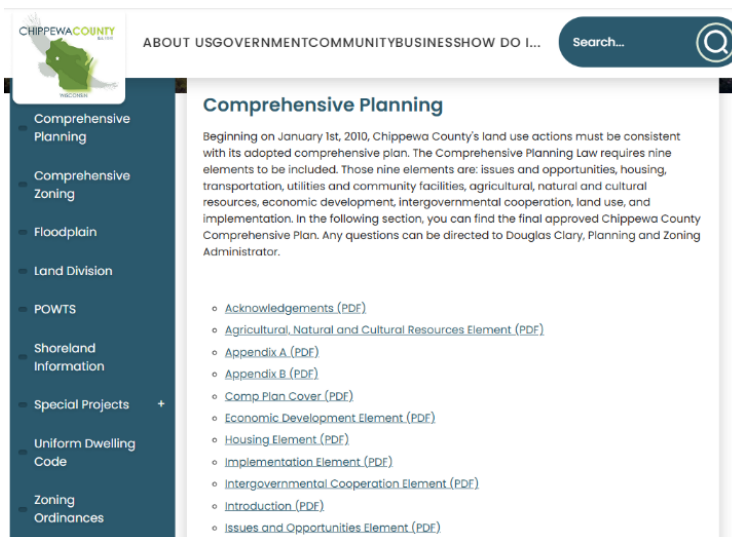 CHIPPEWACOUNTY
WISCONSIN
ABOUT USGOVERNMENTCOMMUNITYBUSINESSHOW DO I...
Search...
Comprehensive
Planning
Comprehensive
Zoning
Floodplain
Land Division
POWTS
Shoreland
Information
Special Projects +
Uniform Dwelling
Code
Zoning
Ordinances
Comprehensive Planning
Beginning on January 1st, 2010, Chippewa County's land use actions must be consistent
with its adopted comprehensive plan. The Comprehensive Planning Law requires nine
elements to be included. Those nine elements are: issues and opportunities, housing,
transportation, utilities and community facilities, agricultural, natural and cultural
resources, economic development, intergovernmental cooperation, land use, and
implementation. In the following section, you can find the final approved Chippewa County
Comprehensive Plan. Any questions can be directed to Douglas Clary, Planning and Zoning
Administrator.
Acknowledgements (PDF)
Agricultural, Natural and Cultural Resources Element (PDF)
Appendix A (PDF)
Appendix B (PDF)
Comp Plan Cover (PDF)
Economic Development Element (PDF)
Housing Element (PDF)
Implementation Element (PDF)
Intergovernmental Cooperation Element (PDF)
Introduction (PDF)
Issues and Opportunities Element (PDF)